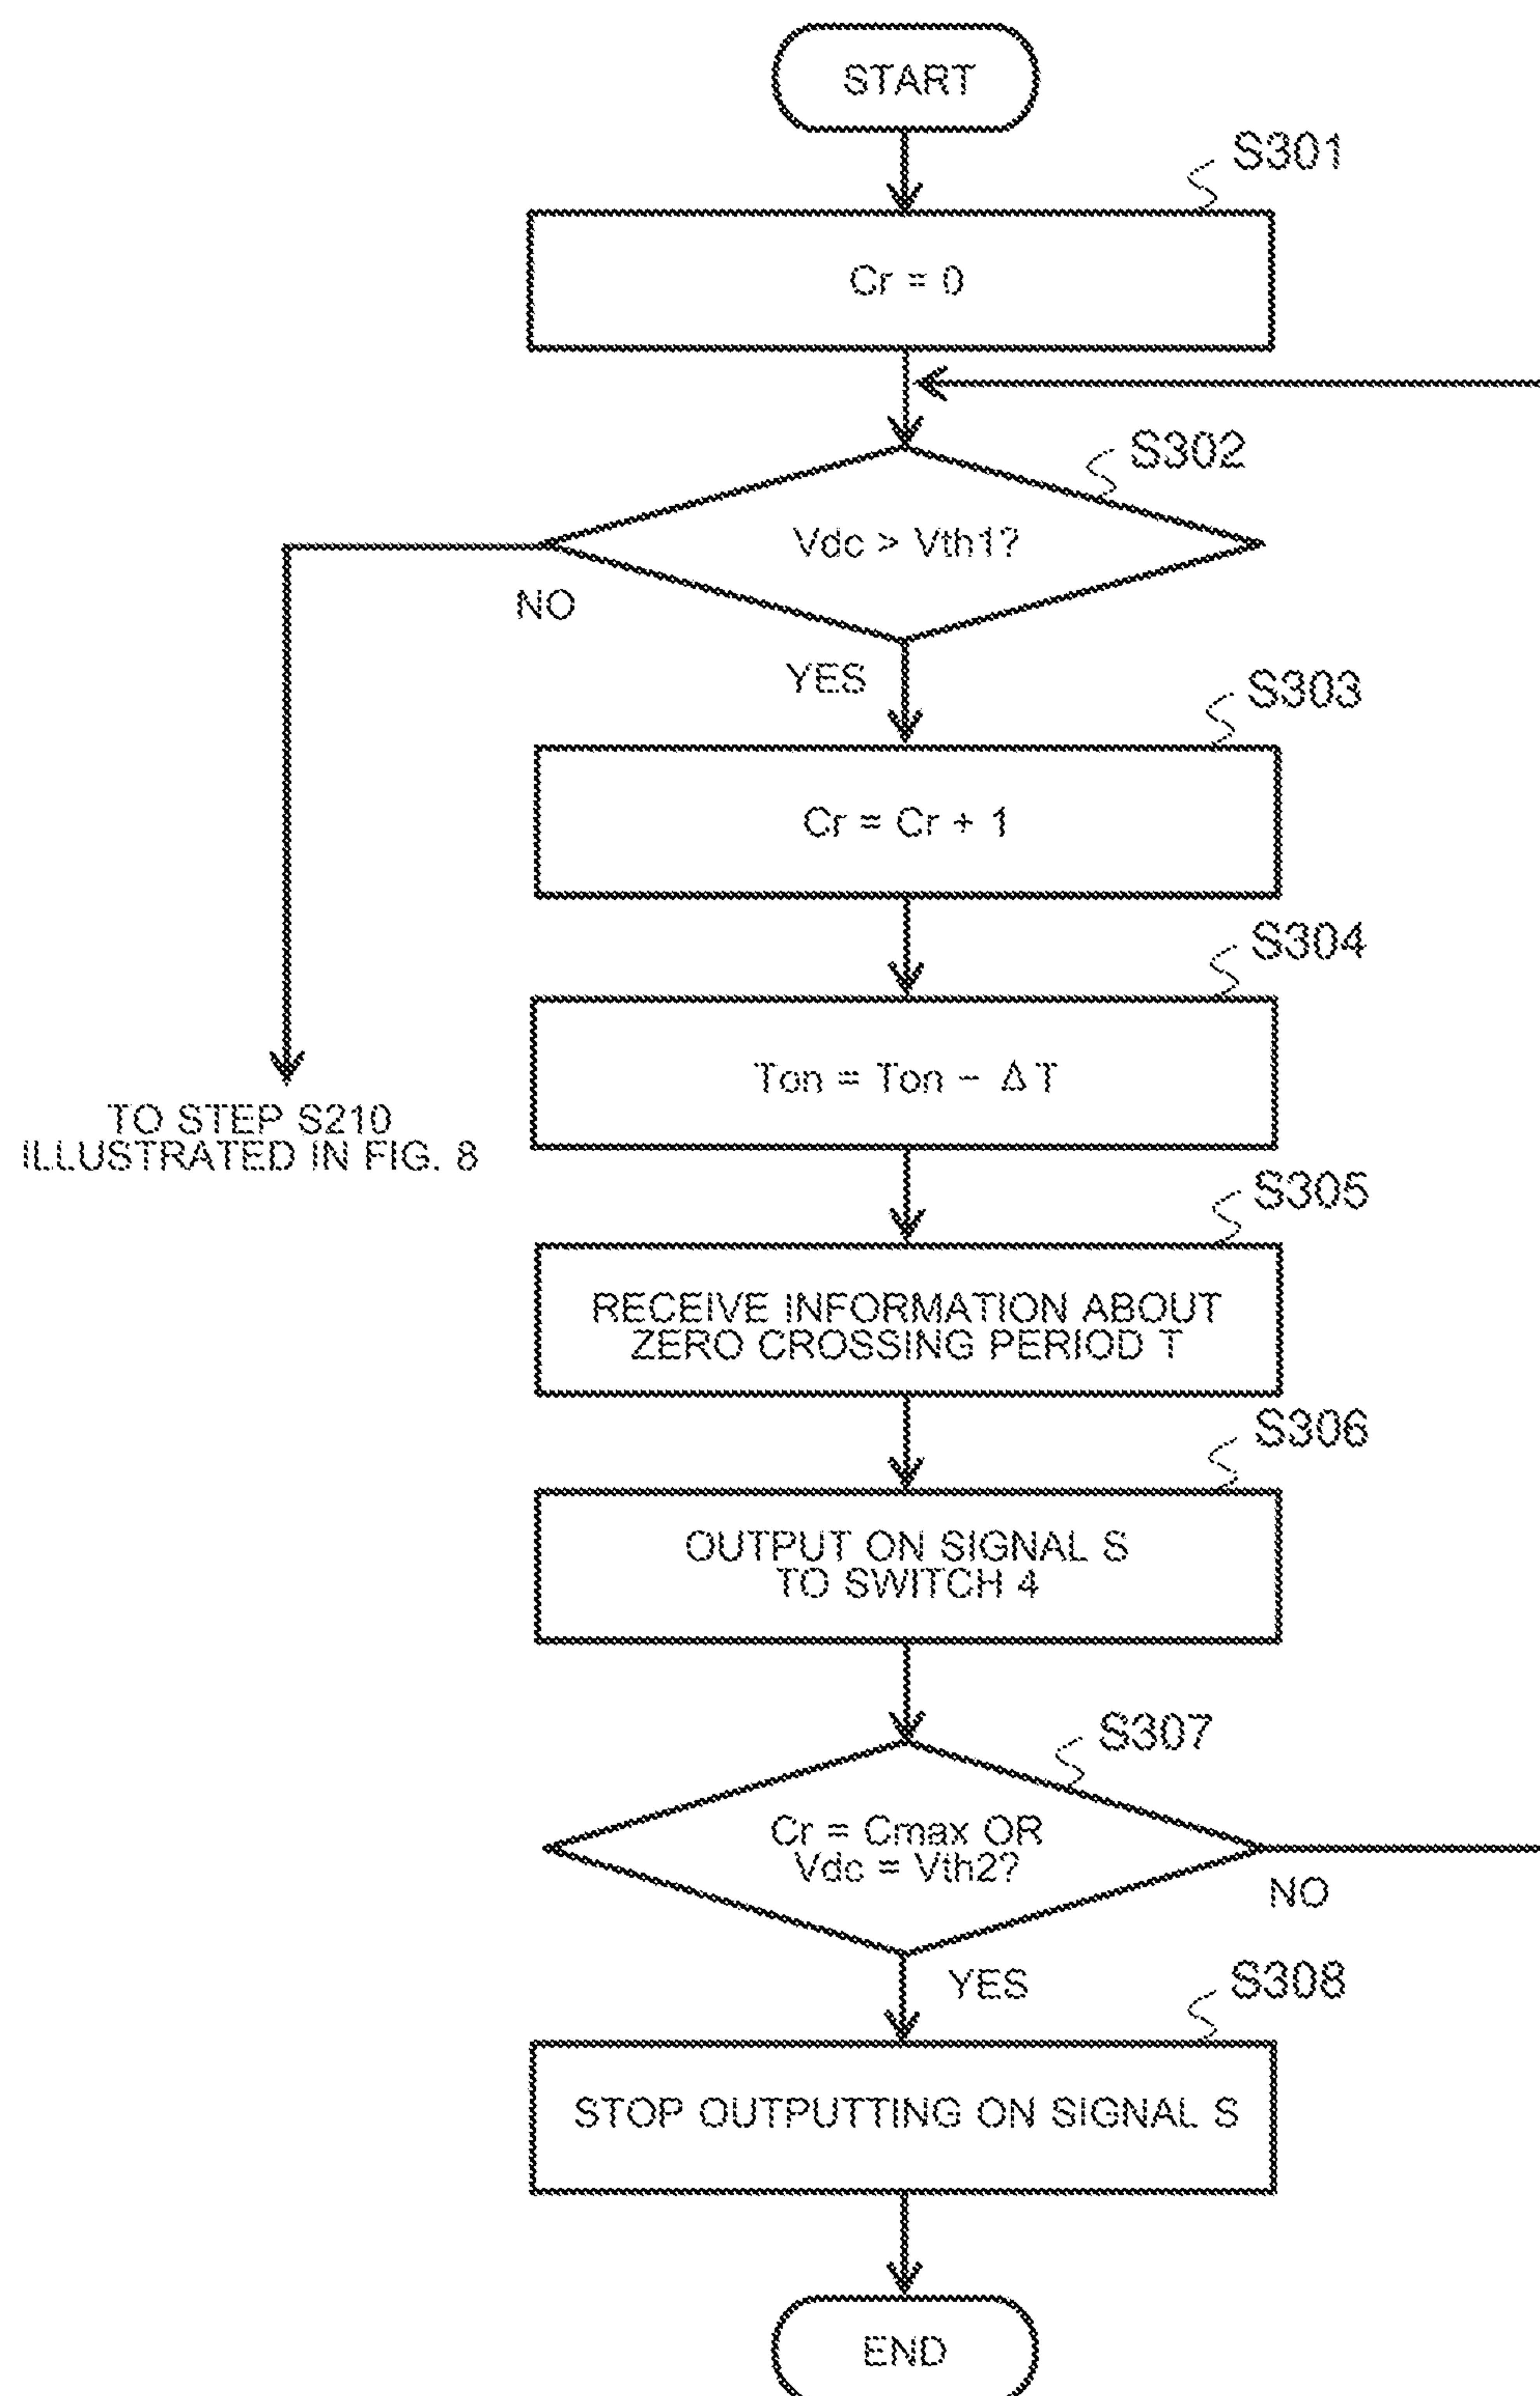 START
S301
Cr = 0
S302
Vdc > Vth1?
NO
YES
S303
Cr = Cr + 1
S304
Ton = Ton − Δ T
TO STEP S210
ILLUSTRATED IN FIG. 8
S305
RECEIVE INFORMATION ABOUT
ZERO CROSSING PERIOD T
S306
OUTPUT ON SIGNAL S
TO SWITCH 4
S307
Cr = Cmax OR
Vdc = Vth2?
NO
YES
S308
STOP OUTPUTTING ON SIGNAL S
END